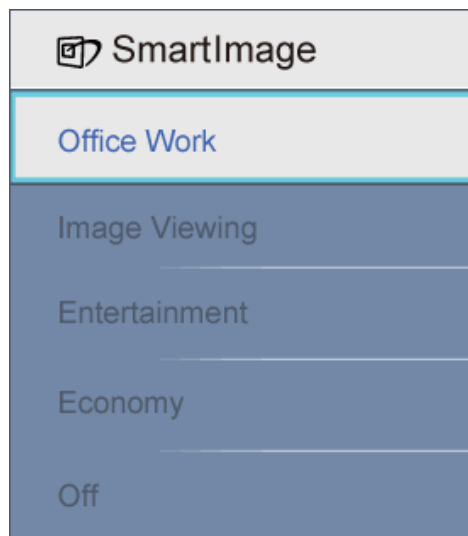 SmartImage
Office Work
Image Viewing
Entertainment
Economy
Off